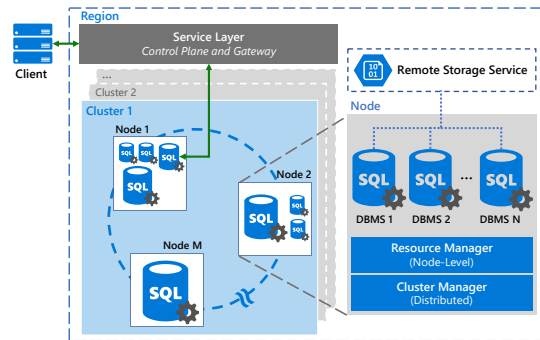 Region
Service Layer
Control Plane and Gateway
Client
...
Cluster 2
Cluster 1
Node 1
SQL
SQL
SQL
SQL
Node 2
SQL
SQL
SQL
Node M
SQL
10
01
Remote Storage Service
Node
SQL
SQL
...
SQL
DBMS 1
DBMS 2
DBMS N
Resource Manager
(Node-Level)
Cluster Manager
(Distributed)